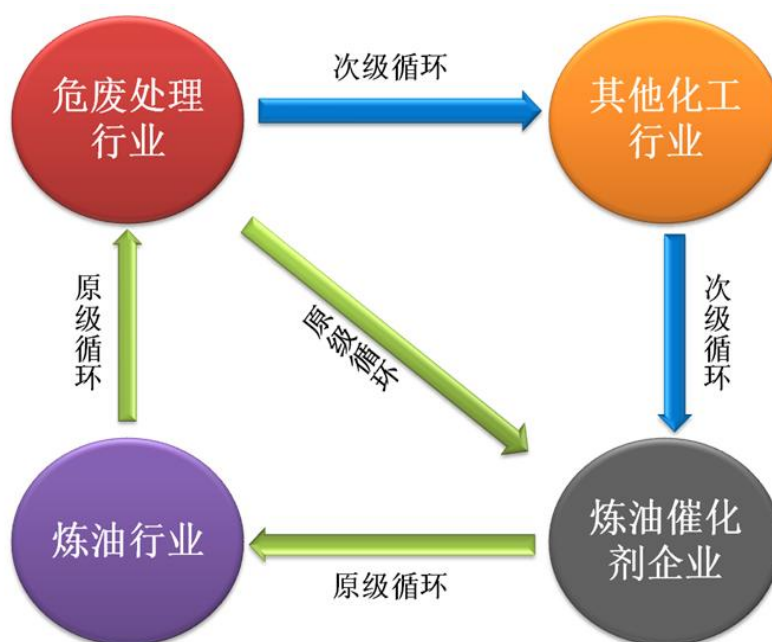 次级循环
危废处理
行业
其他化工
行业
原级循环
原级循环
次级循环
炼油行业
炼油催化
剂企业
原级循环